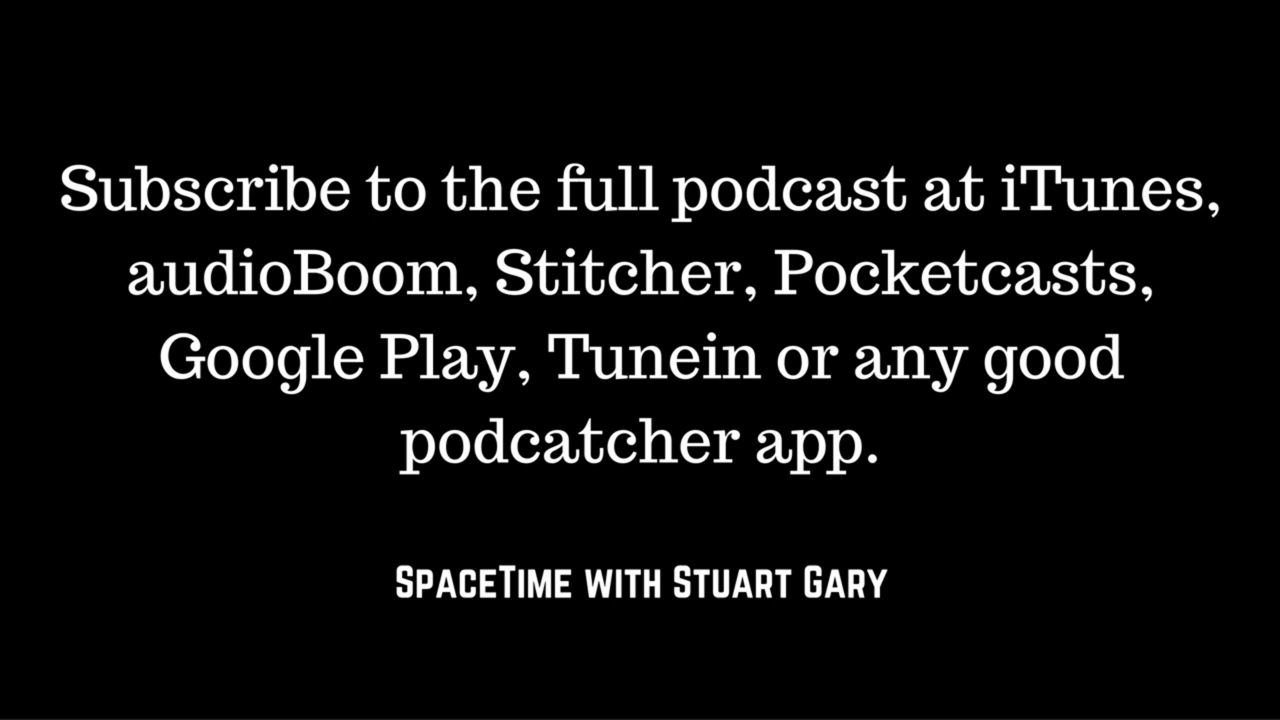 Subscribe to the full podcast at iTunes,
audioBoom, Stitcher, Pocketcasts,
Google Play, Tunein or any good
podcatcher app.
SpaceTime with Stuart Gary